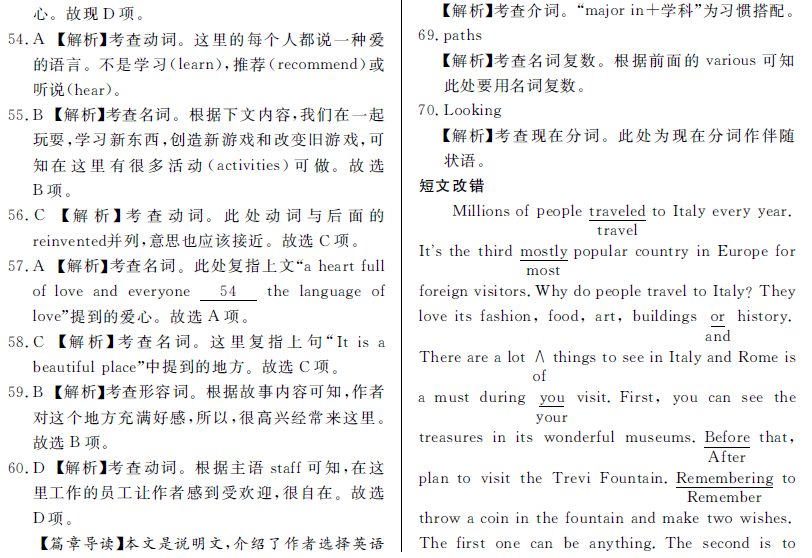 心。故现D项。
54. A 【解析】考查动词。这里的每个人都说一种爱
的语言。不是学习(learn),推荐(recommend)或
听说(hear)。
55. B 【解析】考查名词。根据下文内容,我们在一起
玩耍,学习新东西,创造新游戏和改变旧游戏,可
知在这里有很多活动(activities)可做。故选
B项。
56. C 【解析】考查动词。此处动词与后面的
reinvented并列,意思也应该接近。故选C项。
57. A 【解析】考查名词。此处复指上文“a heart full
of love and everyone 54 the language of
love”提到的爱心。故选A项。
58. C 【解析】考查名词。这里复指上句“It is a
beautiful place”中提到的地方。故选C项。
59. B 【解析】考查形容词。根据故事内容可知,作者
对这个地方充满好感,所以,很高兴经常来这里。
故选B项。
60. D 【解析】考查动词。根据主语 staff 可知,在这
里工作的员工让作者感到受欢迎,很自在。故选
D项。
【篇章导读】本文是说明文,介绍了作者选择英语
【解析】考查介词。“major in+学科”为习惯搭配。
69. paths
【解析】考查名词复数。根据前面的 various 可知
此处要用名词复数。
70. Looking
【解析】考查现在分词。此处为现在分词作伴随
状语。
短文改错
Millions of people traveled to Italy every year.
travel
It's the third mostly popular country in Europe for
most
foreign visitors. Why do people travel to Italy? They
love its fashion, food, art, buildings or history.
and
There are a lot ∧ things to see in Italy and Rome is
of
a must during you visit. First, you can see the
your
treasures in its wonderful museums. Before that,
After
plan to visit the Trevi Fountain. Remembering to
Remember
throw a coin in the fountain and make two wishes.
The first one can be anything. The second is to